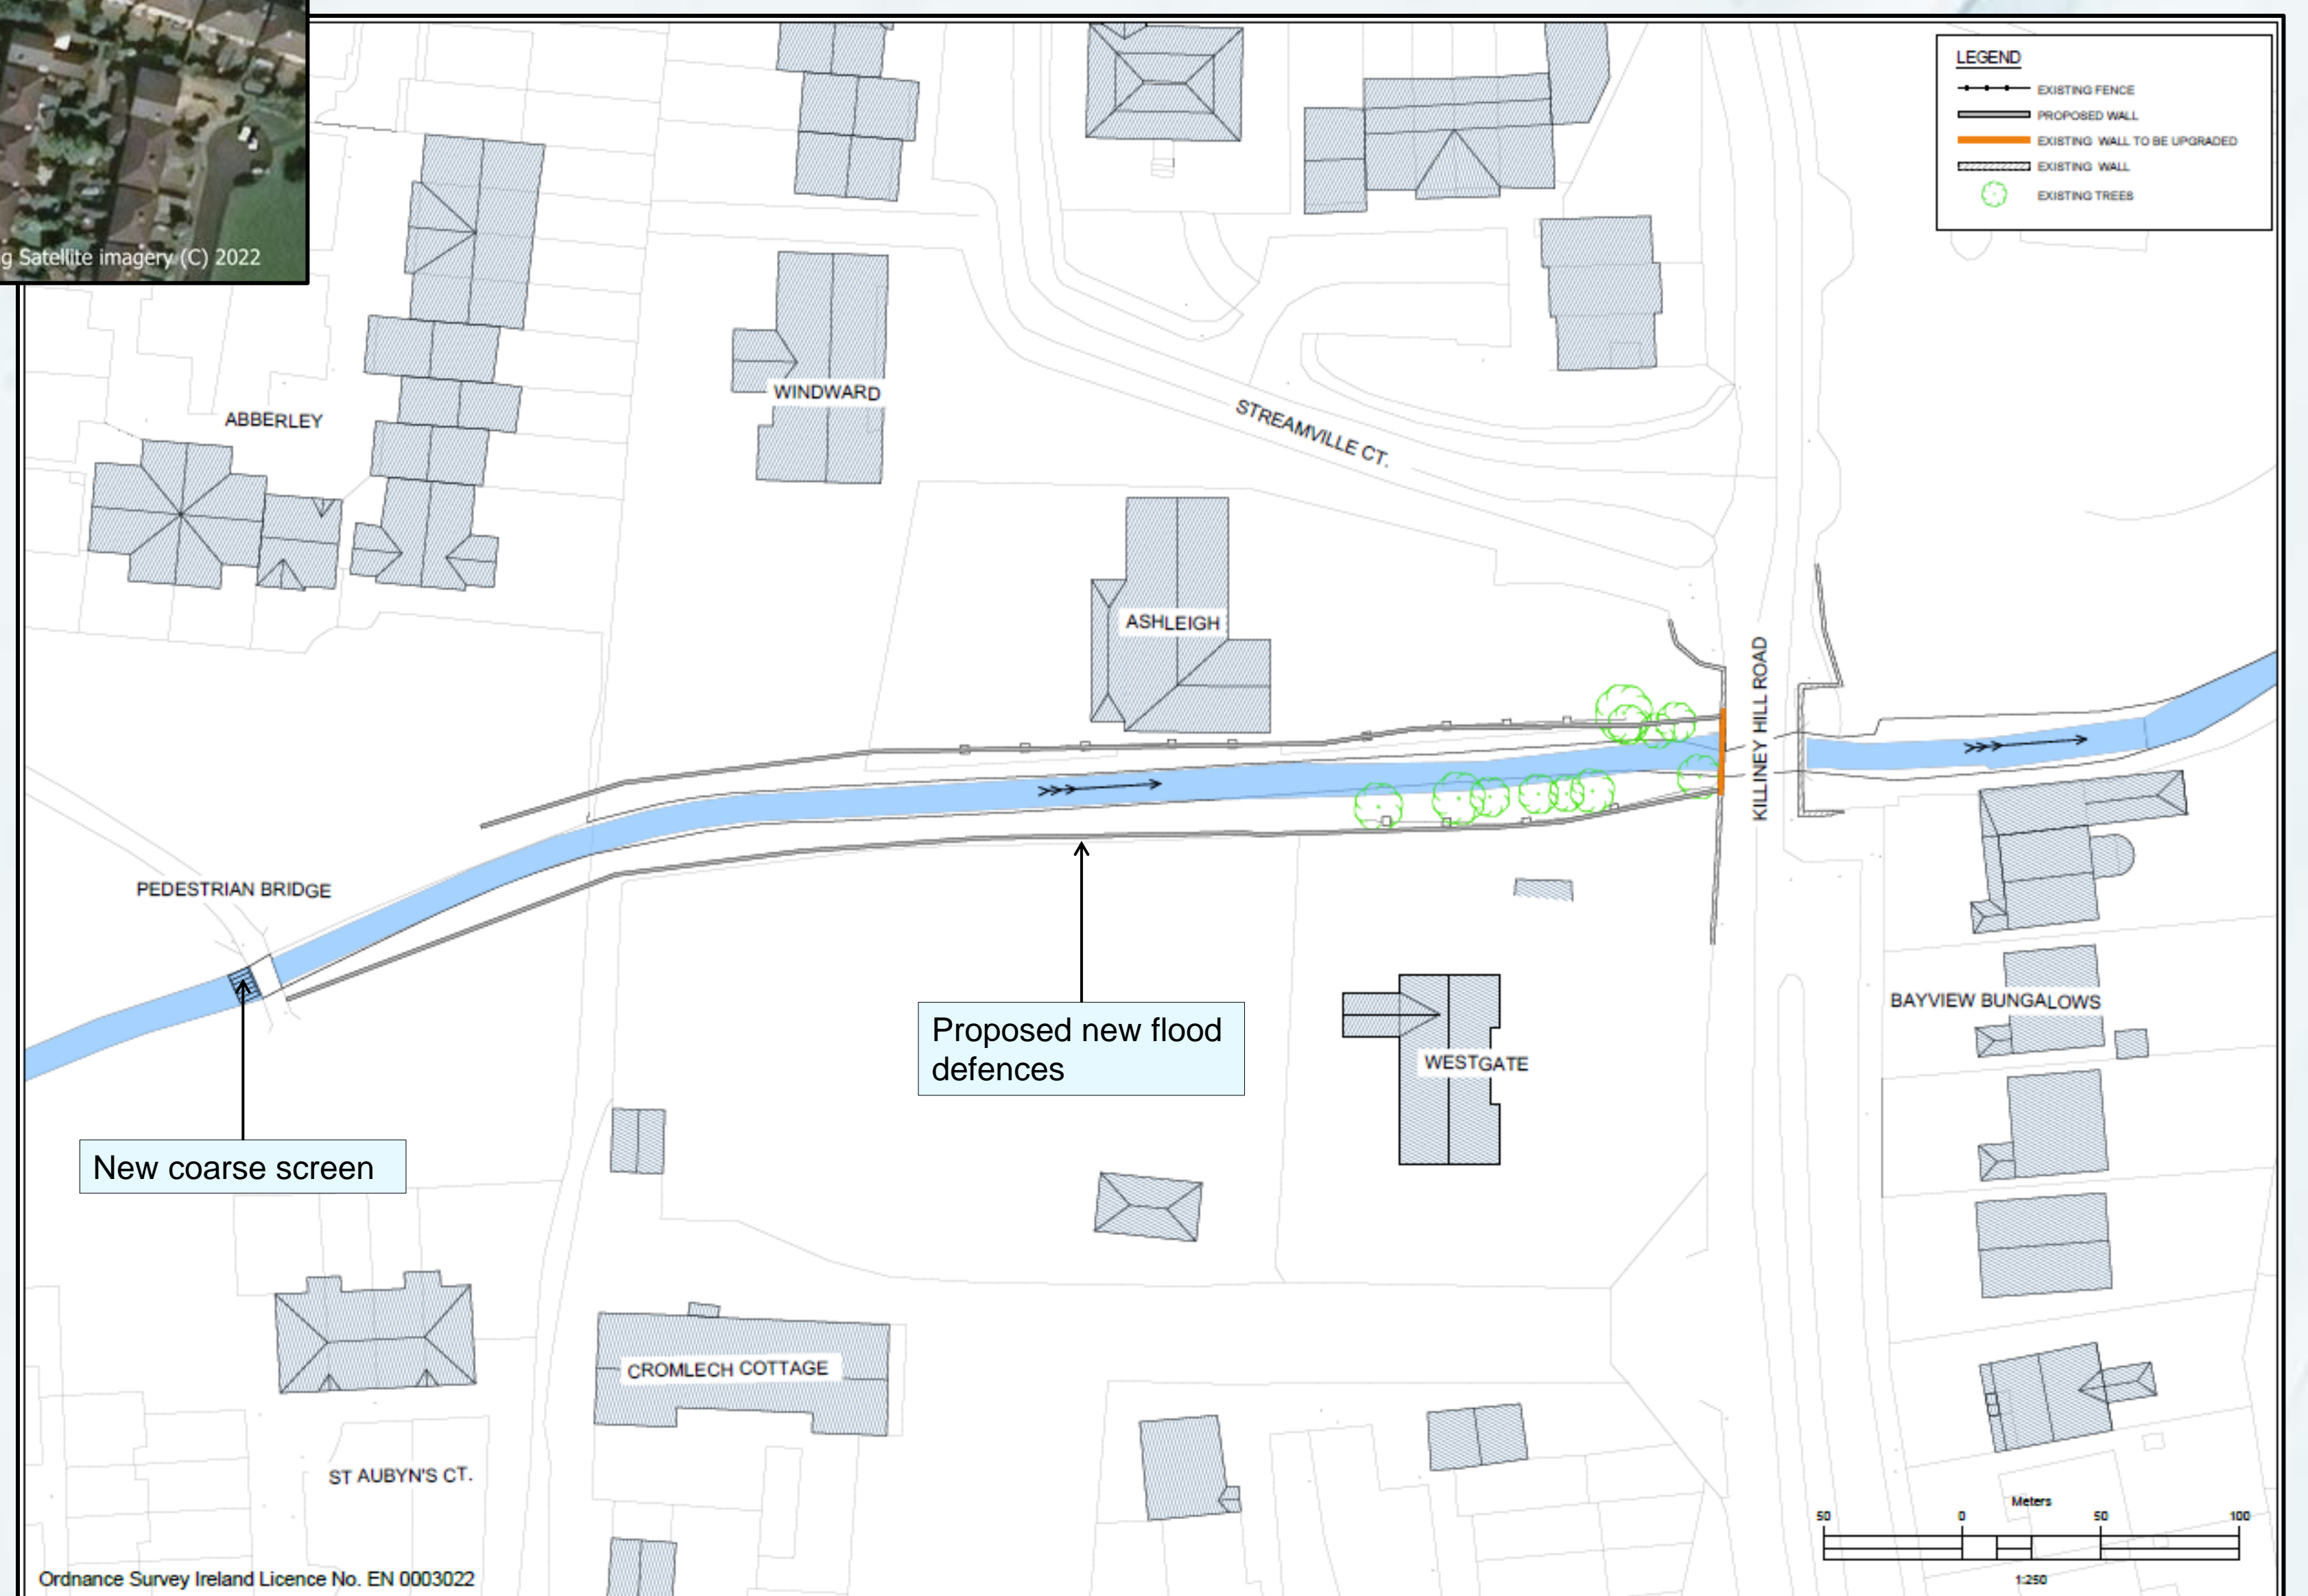 g Satellite imagery (C) 2022
LEGEND
EXISTING FENCE
PROPOSED WALL
EXISTING WALL TO BE UPGRADED
EXISTING WALL
EXISTING TREES
WINDWARD
ABBERLEY
STREAMVILLE CT.
ASHLEIGH
KILLINEY HILL ROAD
PEDESTRIAN BRIDGE
Proposed new flood
defences
BAYVIEW BUNGALOWS
WESTGATE
New coarse screen
CROMLECH COTTAGE
ST AUBYN'S CT.
Meters
50 0 50 100
1:250
Ordnance Survey Ireland Licence No. EN 0003022